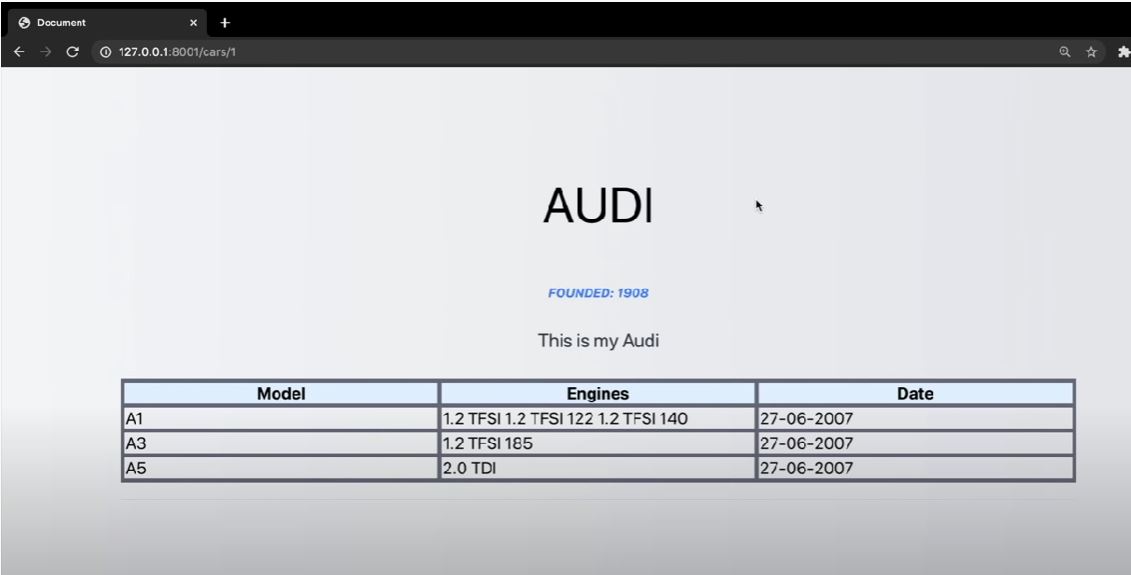 Document
127.0.0.1:8001/cars/1
AUDI
FOUNDED: 1908
This is my Audi
Model Engines Date
A1 1.2 TFSI 1.2 TFSI 122 1.2 TFSI 140 27-06-2007
A3 1.2 TFSI 185 27-06-2007
A5 2.0 TDI 27-06-2007